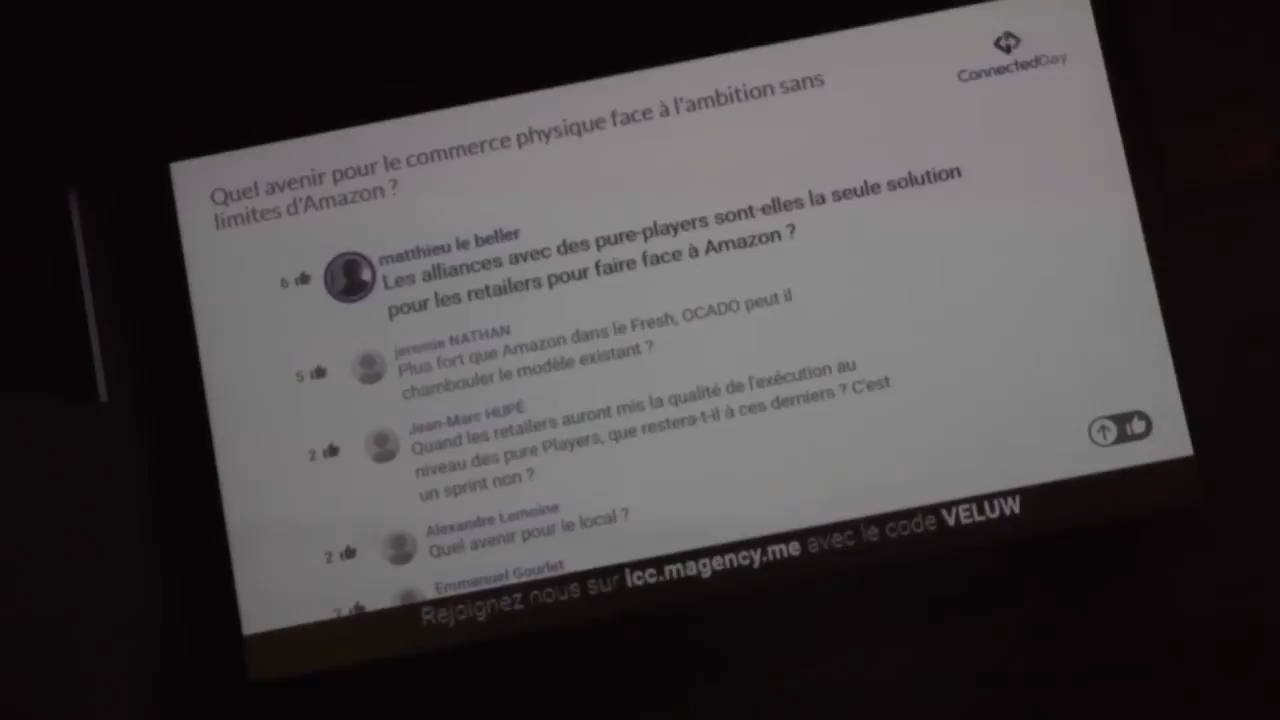 ConnectedDay
Quel avenir pour le commerce physique face à l'ambition sans
limites d'Amazon ?
6
matthieu le beller
Les alliances avec des pure-players sont-elles la seule solution
pour les retailers pour faire face à Amazon ?
5
jeremie NATHAN
Plus fort que Amazon dans le Fresh, OCADO peut il
chambouler le modèle existant ?
2
Jean-Marc HUPÉ
Quand les retailers auront mis la qualité de l'exécution au
niveau des pure Players, que restera-t-il à ces derniers ? C'est
un sprint non ?
2
Alexandre Lemoine
Quel avenir pour le local ?
2
Emmanuel Gourlet
Rejoignez nous sur lcc.magency.me avec le code VELUW